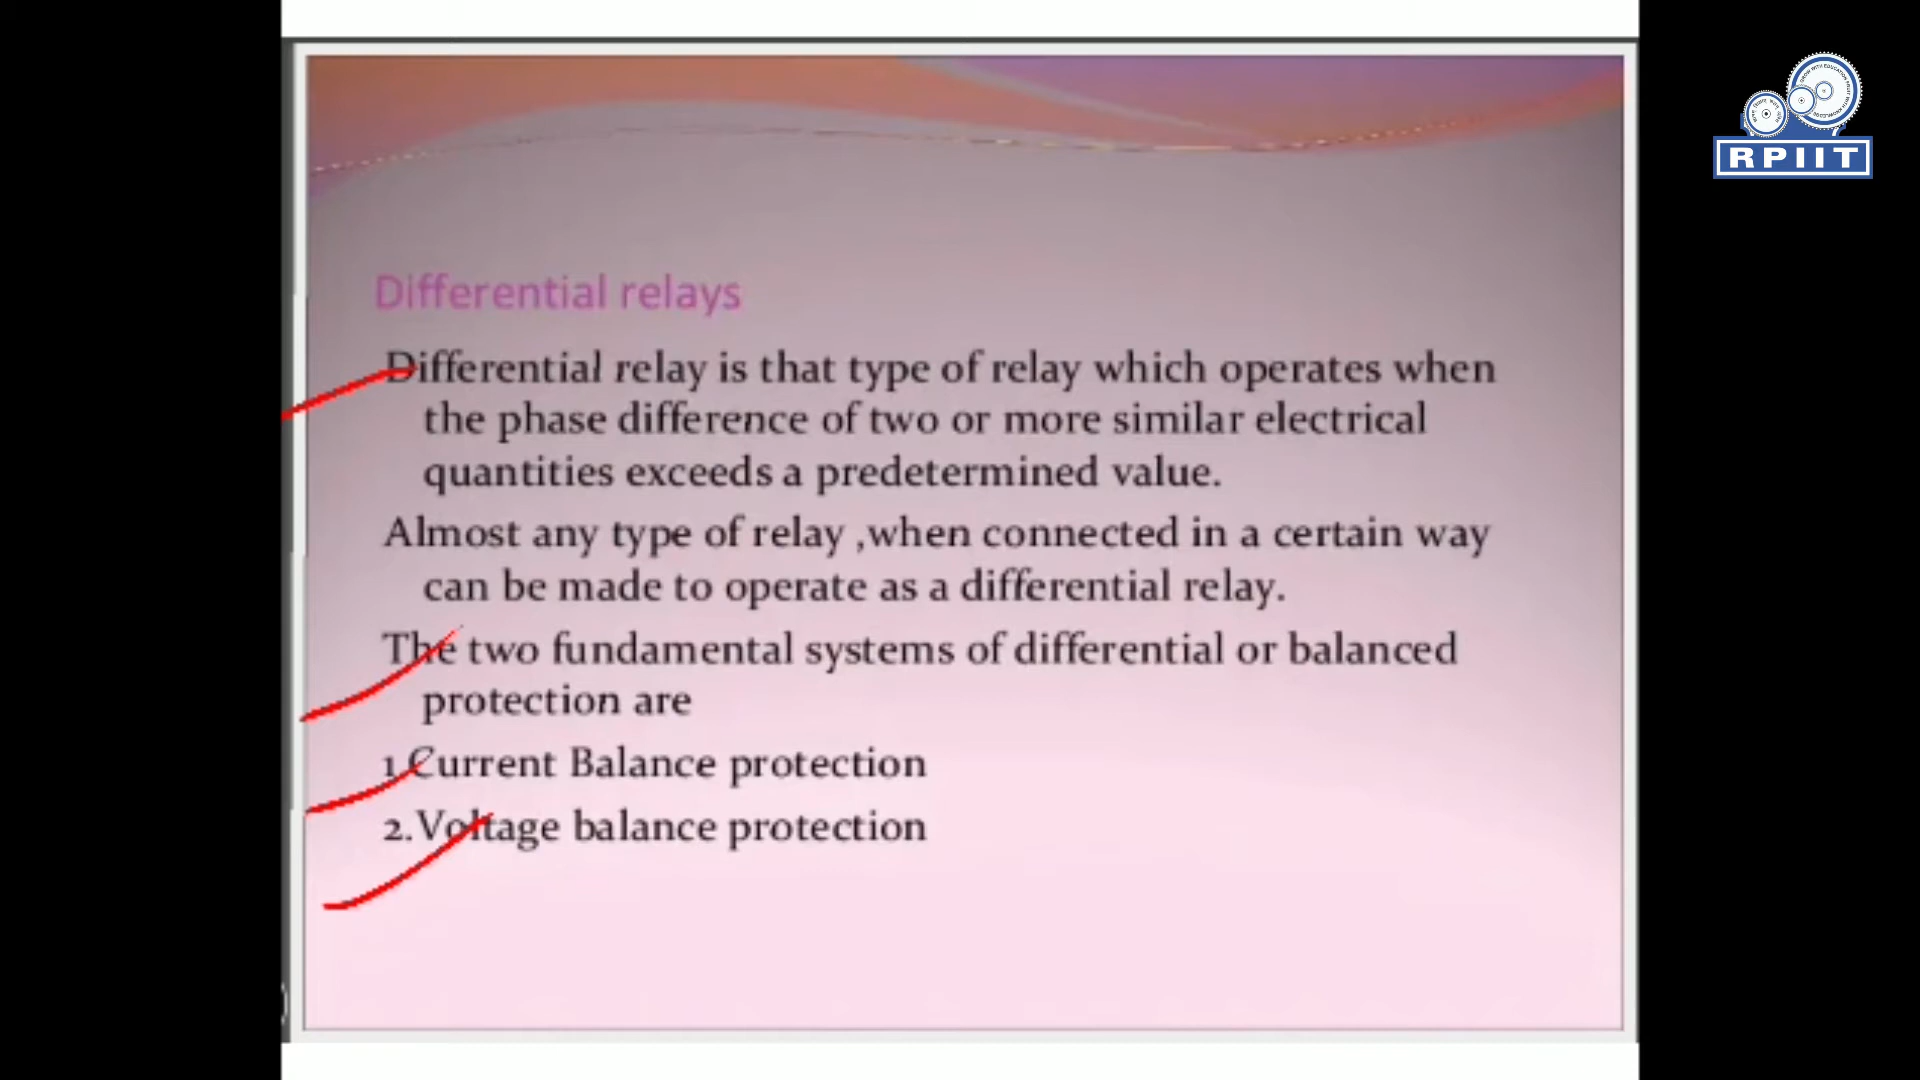 RPIIT
Differential relays
Differential relay is that type of relay which operates when
the phase difference of two or more similar electrical
quantities exceeds a predetermined value.
Almost any type of relay ,when connected in a certain way
can be made to operate as a differential relay.
The two fundamental systems of differential or balanced
protection are
1.Current Balance protection
2.Voltage balance protection